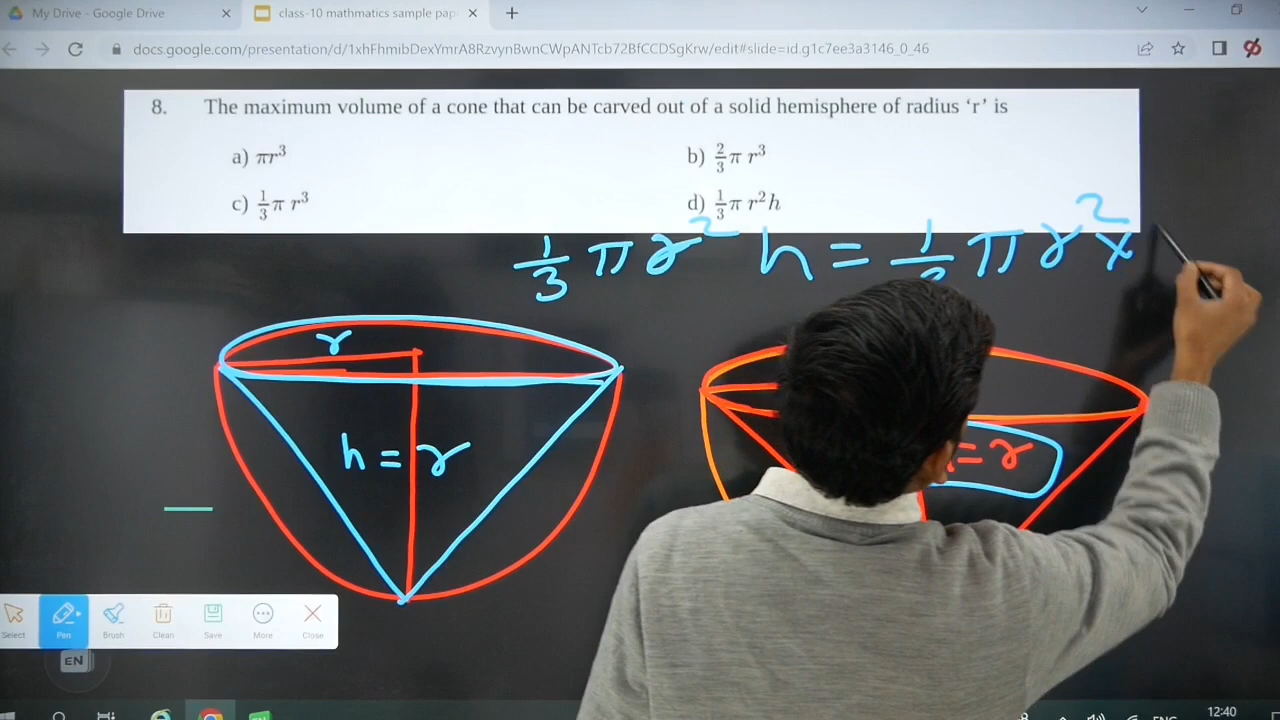 My Drive - Google Drive
class-10 mathmatics sample pap
docs.google.com/presentation/d/1xhFhmibDexYmrA8RzvynBwnCWpANTcb72BfCCDSgKrw/edit#slide=id.g1c7ee3a3146_0_46
8. The maximum volume of a cone that can be carved out of a solid hemisphere of radius ‘r’ is
a) πr³ b) 2/3 π r³
c) 1/3 π r³ d) 1/3 π r²h
1/3 π r² h = 1/3 π r² x
r
h = r
= r
Select Pen Brush Clean Save More Close
EN
12:40
ENG